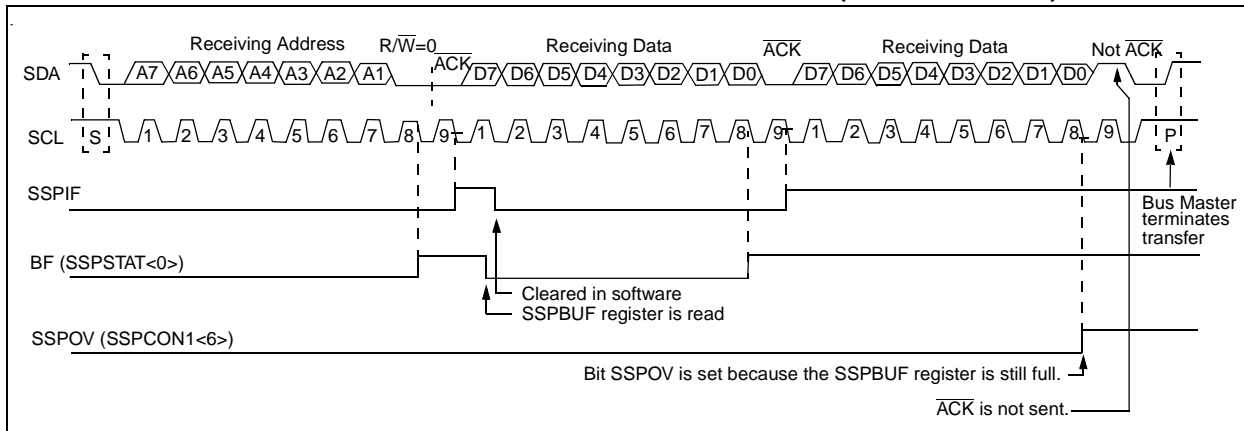 Receiving Address R/W=0 ACK Receiving Data ACK Receiving Data Not ACK
SDA A7 A6 A5 A4 A3 A2 A1 D7 D6 D5 D4 D3 D2 D1 D0 D7 D6 D5 D4 D3 D2 D1 D0
SCL S 1 2 3 4 5 6 7 8 9 1 2 3 4 5 6 7 8 9 1 2 3 4 5 6 7 8 9 P
SSPIF
Bus Master
terminates
transfer
BF (SSPSTAT<0>)
Cleared in software
SSPBUF register is read
SSPOV (SSPCON1<6>)
Bit SSPOV is set because the SSPBUF register is still full.
ACK is not sent.